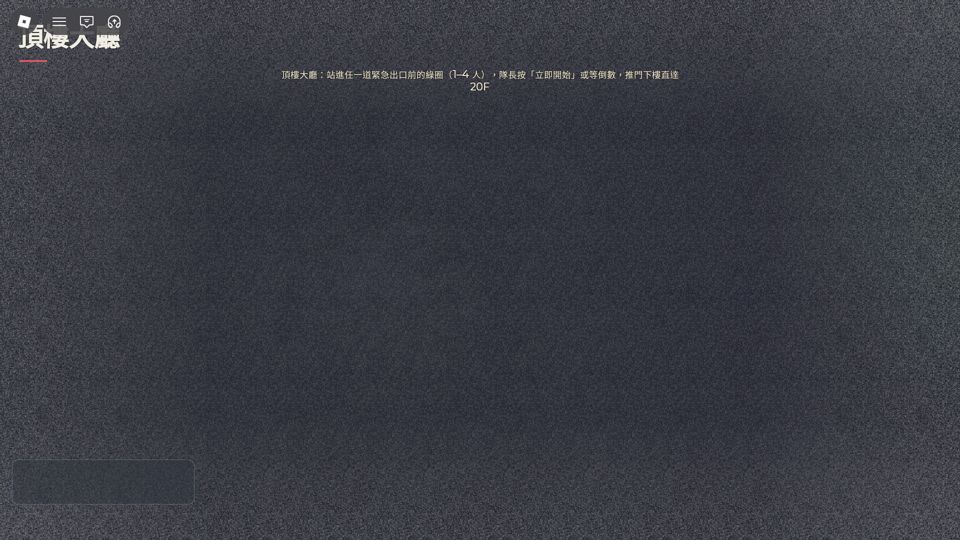 頂樓大廳
頂樓大廳：站進任一道緊急出口前的綠圈（1–4 人），隊長按「立即開始」或等倒數，推門下樓直達
20F